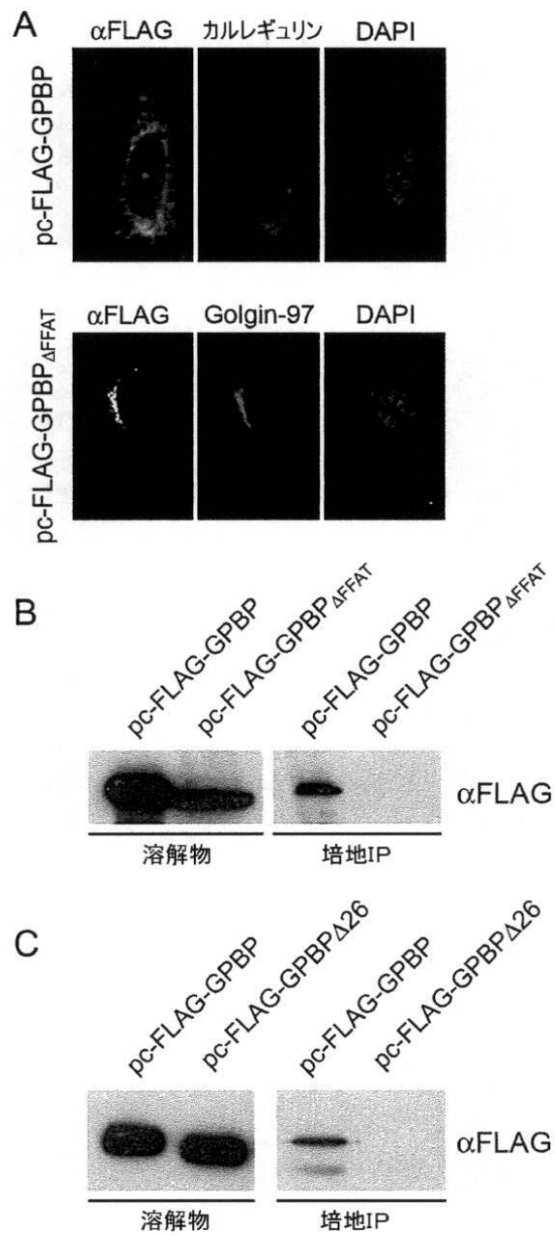 A
αFLAG カルレギュリン DAPI
pc-FLAG-GPBP
αFLAG Golgin-97 DAPI
pc-FLAG-GPBPΔFFAT
B
pc-FLAG-GPBP pc-FLAG-GPBPΔFFAT pc-FLAG-GPBP pc-FLAG-GPBPΔFFAT
αFLAG
溶解物 培地IP
C
pc-FLAG-GPBP pc-FLAG-GPBPΔ26 pc-FLAG-GPBP pc-FLAG-GPBPΔ26
αFLAG
溶解物 培地IP